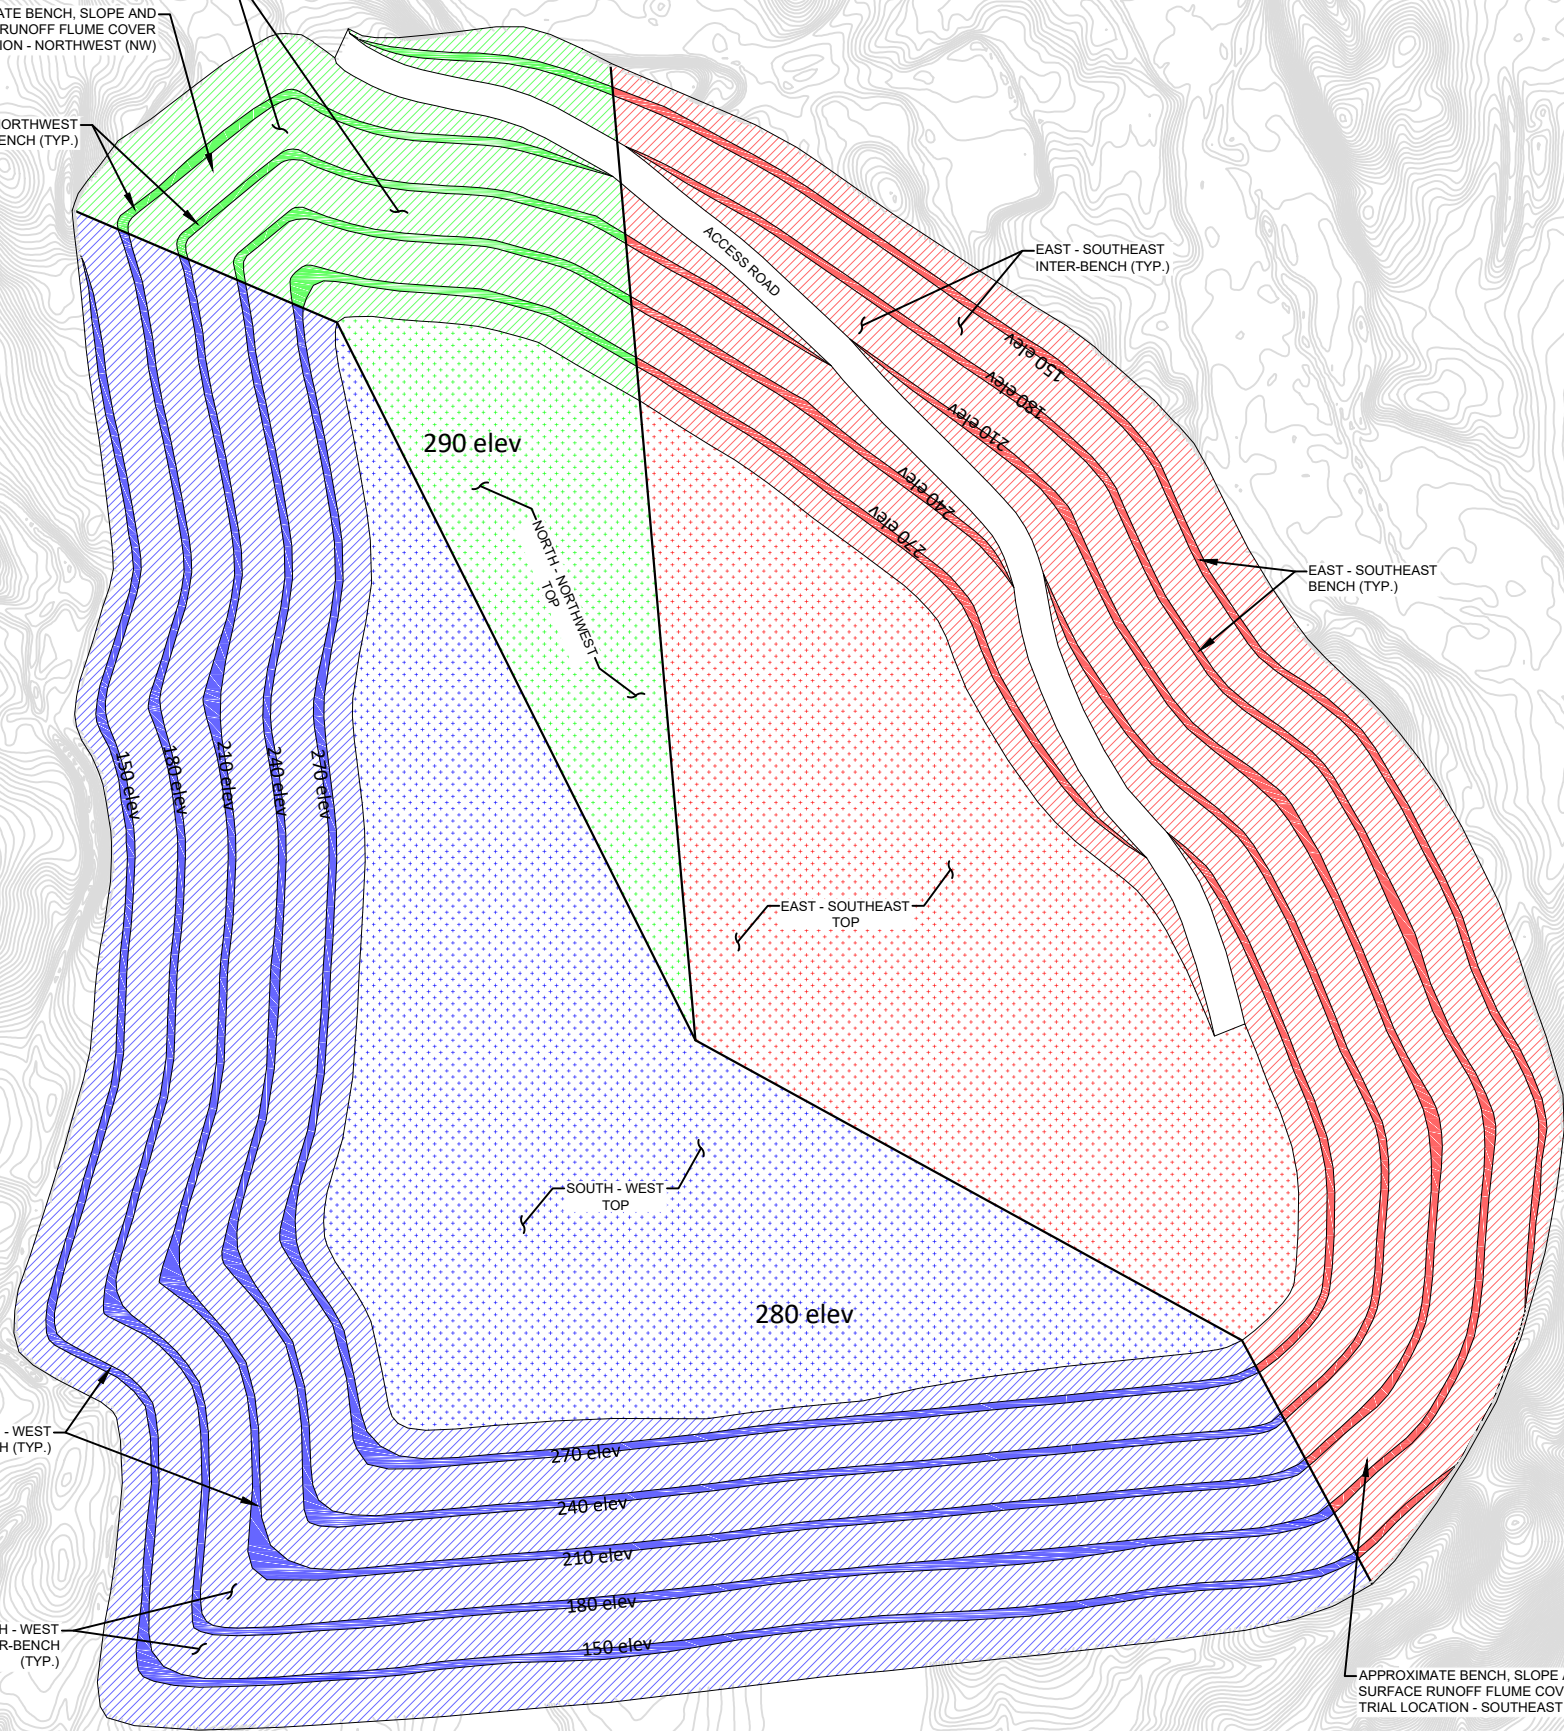 ATE BENCH, SLOPE AND
RUNOFF FLUME COVER
ION - NORTHWEST (NW)
ORTHWEST
ENCH (TYP.)
ACCESS ROAD
EAST - SOUTHEAST
INTER-BENCH (TYP.)
150 elev
180 elev
210 elev
240 elev
270 elev
290 elev
NORTH - NORTHWEST
TOP
EAST - SOUTHEAST
BENCH (TYP.)
150 elev
180 elev
210 elev
240 elev
270 elev
EAST - SOUTHEAST
TOP
SOUTH - WEST
TOP
280 elev
- WEST
H (TYP.)
270 elev
240 elev
210 elev
180 elev
150 elev
H - WEST
R-BENCH
(TYP.)
APPROXIMATE BENCH, SLOPE
SURFACE RUNOFF FLUME COV
TRIAL LOCATION - SOUTHEAST